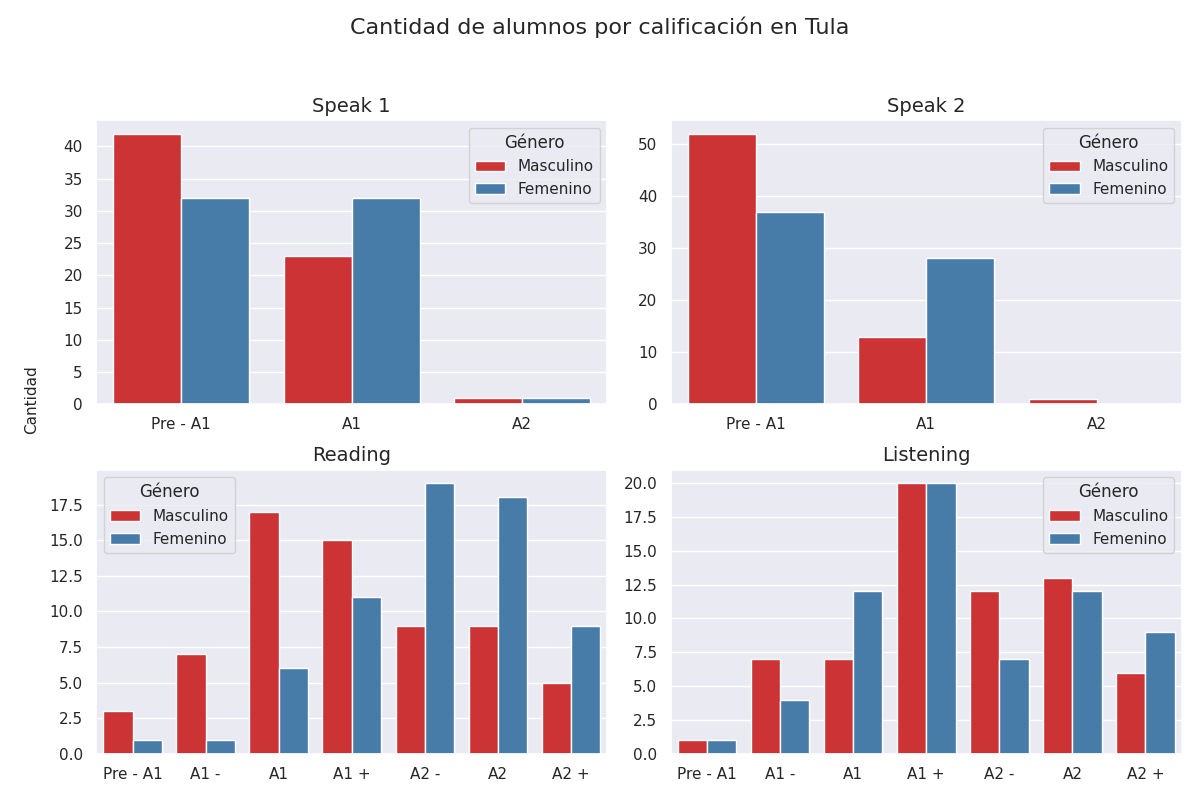 Cantidad de alumnos por calificación en Tula
Cantidad
Speak 1
Género
Masculino
Femenino
40
35
30
25
20
15
10
5
0
Pre - A1 A1 A2
Speak 2
Género
Masculino
Femenino
50
40
30
20
10
0
Pre - A1 A1 A2
Reading
Género
Masculino
Femenino
17.5
15.0
12.5
10.0
7.5
5.0
2.5
0.0
Pre - A1 A1 - A1 A1 + A2 - A2 A2 +
Listening
Género
Masculino
Femenino
20.0
17.5
15.0
12.5
10.0
7.5
5.0
2.5
0.0
Pre - A1 A1 - A1 A1 + A2 - A2 A2 +